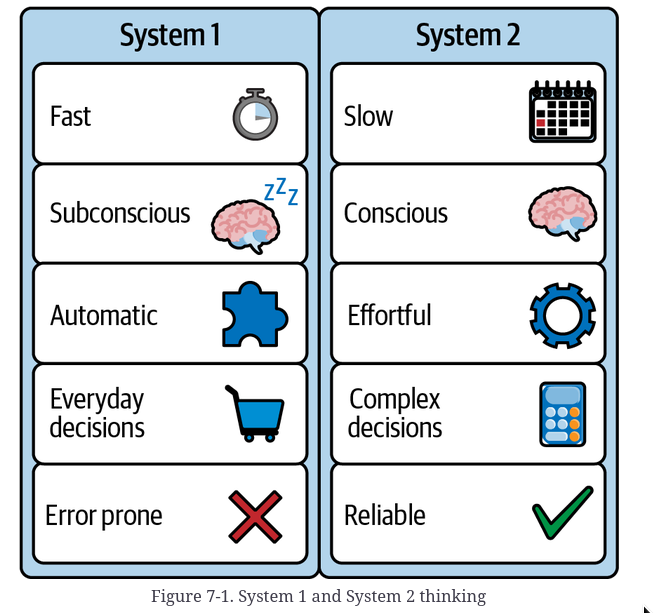 System 1
System 2
Fast
Slow
Subconscious
zzz
Conscious
Automatic
Effortful
Everyday
decisions
Complex
decisions
Error prone
Reliable
Figure 7-1. System 1 and System 2 thinking